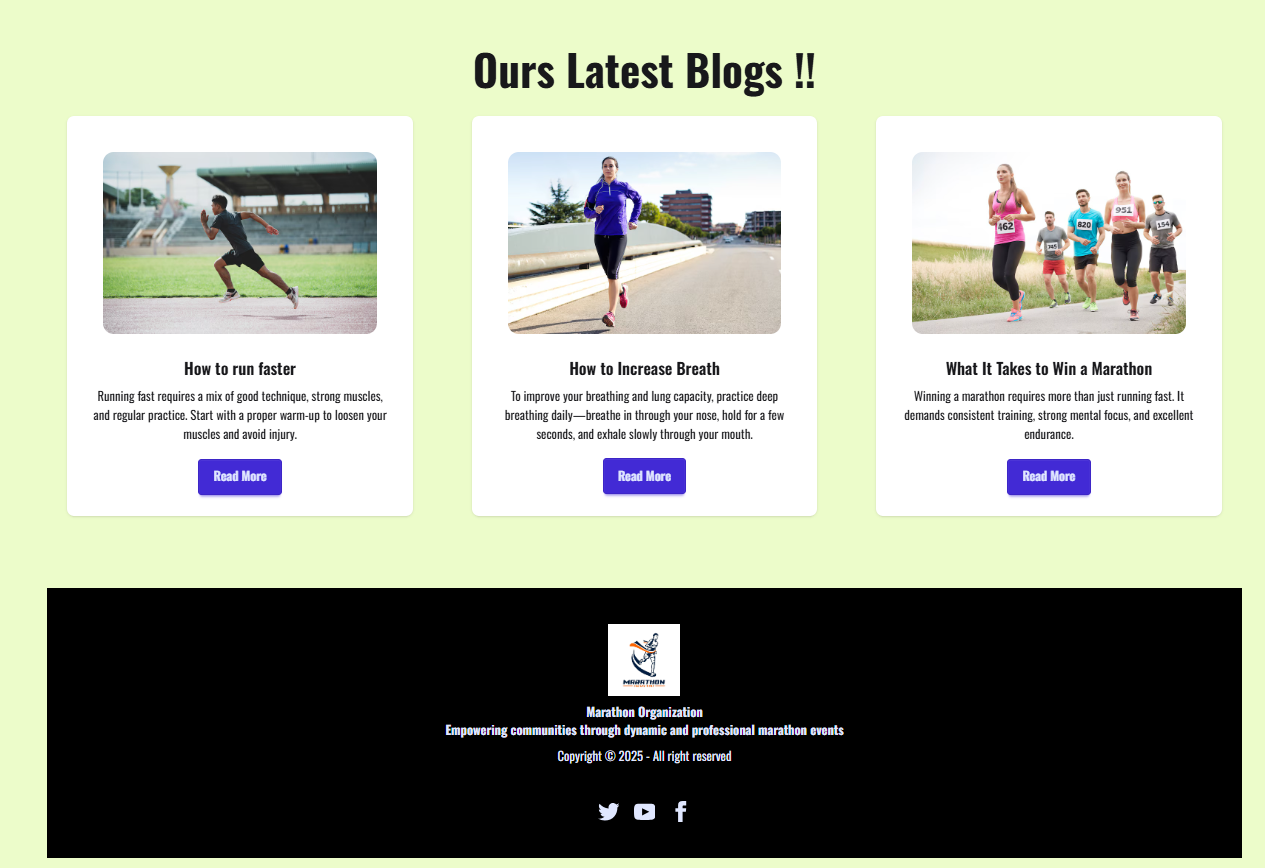 Ours Latest Blogs !!
462
345
820
951
154
How to run faster
Running fast requires a mix of good technique, strong muscles,
and regular practice. Start with a proper warm-up to loosen your
muscles and avoid injury.
Read More
How to Increase Breath
To improve your breathing and lung capacity, practice deep
breathing daily—breathe in through your nose, hold for a few
seconds, and exhale slowly through your mouth.
Read More
What It Takes to Win a Marathon
Winning a marathon requires more than just running fast. It
demands consistent training, strong mental focus, and excellent
endurance.
Read More
MARATHON
Marathon Organization
Empowering communities through dynamic and professional marathon events
Copyright © 2025 - All right reserved